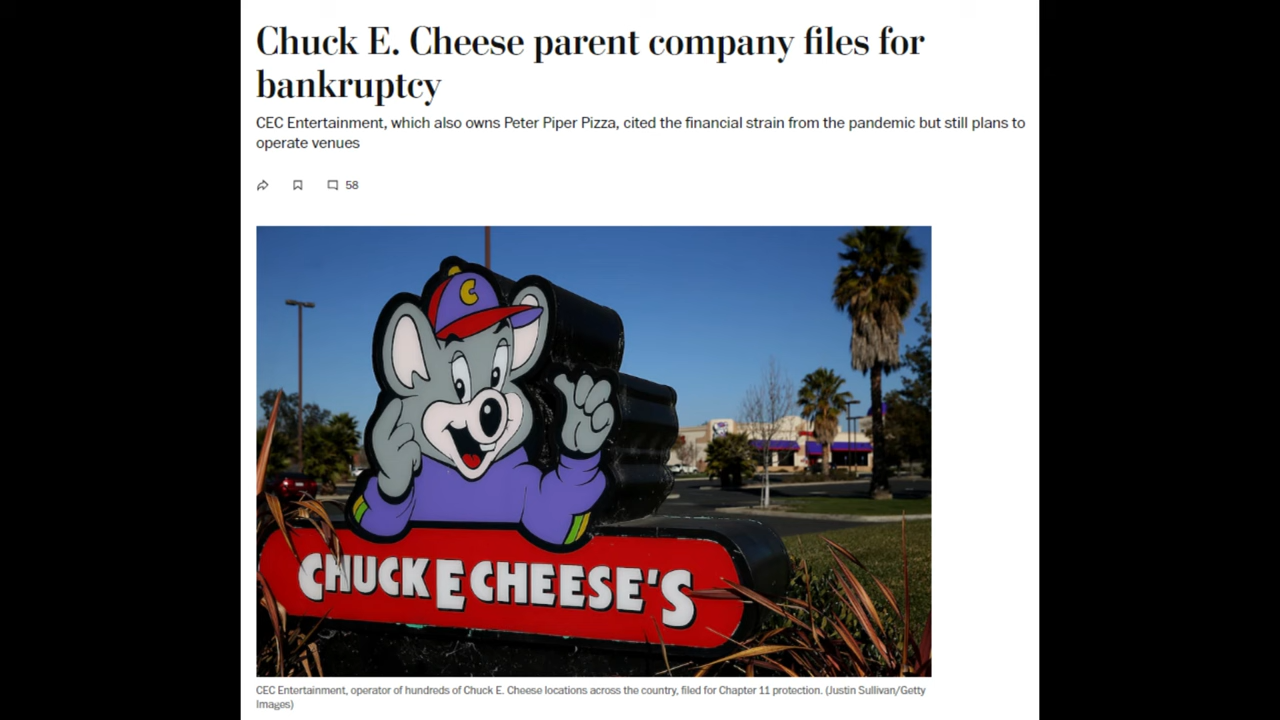 Chuck E. Cheese parent company files for
bankruptcy
CEC Entertainment, which also owns Peter Piper Pizza, cited the financial strain from the pandemic but still plans to
operate venues
58
C
CHUCK E CHEESE'S
CEC Entertainment, operator of hundreds of Chuck E. Cheese locations across the country, filed for Chapter 11 protection. (Justin Sullivan/Getty
Images)